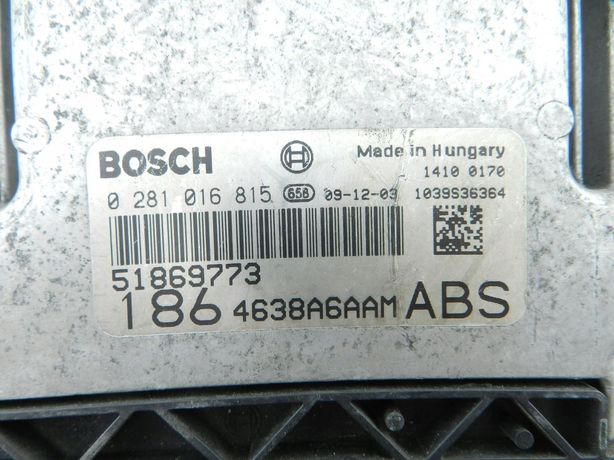 BOSCH Made in Hungary
1410 0170
0 281 016 815 658 09-12-03 1039S36364
51869773
186 4638A6AAM ABS